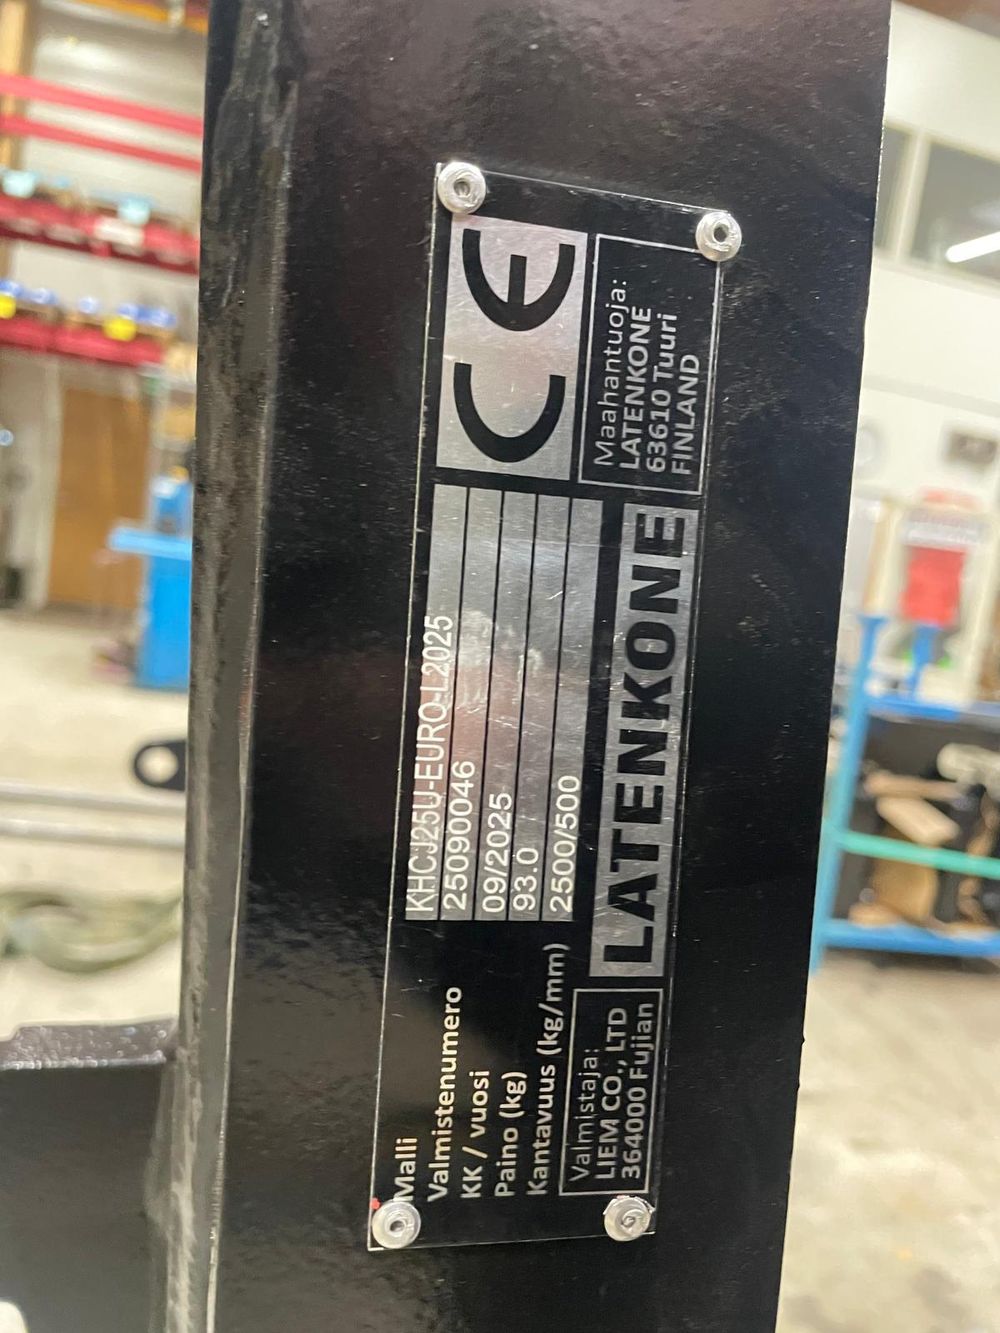 Malli KHCJ25U-EURO-L2025
Valmistenumero 25090046
KK / vuosi 09/2025
Paino (kg) 93.0
Kantavuus (kg/mm) 2500/500
CE
Valmistaja:
LIEM CO., LTD
364000 Fujian
LATENKONE
Maahantuoja:
LATENKONE
63610 Tuuri
FINLAND